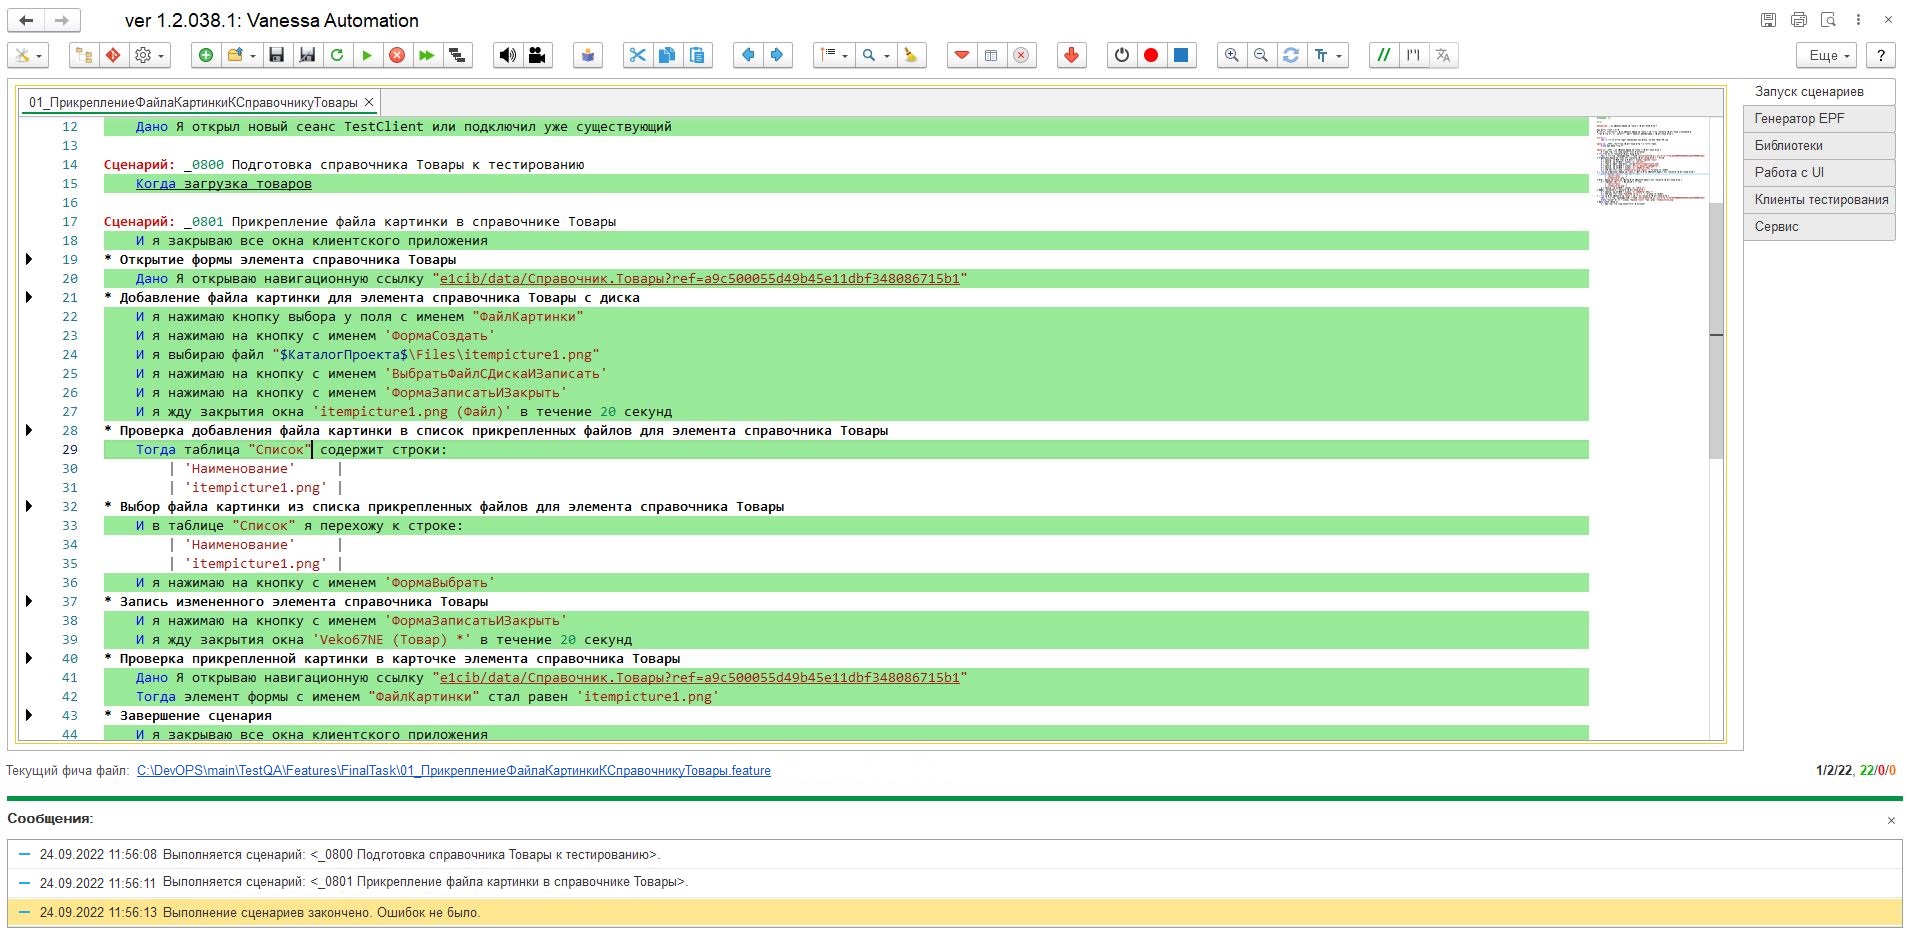 ver 1.2.038.1: Vanessa Automation
Еще
?
01_ПрикреплениеФайлаКартинкиКСправочникуТовары
Запуск сценариев
Генератор EPF
Библиотеки
Работа с UI
Клиенты тестирования
Сервис
12 Дано Я открыл новый сеанс TestClient или подключил уже существующий
13
14 Сценарий: _0800 Подготовка справочника Товары к тестированию
15 Когда загрузка товаров
16
17 Сценарий: _0801 Прикрепление файла картинки в справочнике Товары
18 И я закрываю все окна клиентского приложения
19 * Открытие формы элемента справочника Товары
20 Дано Я открываю навигационную ссылку "e1cib/data/Справочник.Товары?ref=a9c500055d49b45e11dbf348086715b1"
21 * Добавление файла картинки для элемента справочника Товары с диска
22 И я нажимаю кнопку выбора у поля с именем "ФайлКартинки"
23 И я нажимаю на кнопку с именем 'ФормаСоздать'
24 И я выбираю файл "$КаталогПроекта$\Files\itempicture1.png"
25 И я нажимаю на кнопку с именем 'ВыбратьФайлСДискаИЗаписать'
26 И я нажимаю на кнопку с именем 'ФормаЗаписатьИЗакрыть'
27 И я жду закрытия окна 'itempicture1.png (Файл)' в течение 20 секунд
28 * Проверка добавления файла картинки в список прикрепленных файлов для элемента справочника Товары
29 Тогда таблица "Список" содержит строки:
30 | 'Наименование' |
31 | 'itempicture1.png' |
32 * Выбор файла картинки из списка прикрепленных файлов для элемента справочника Товары
33 И в таблице "Список" я перехожу к строке:
34 | 'Наименование' |
35 | 'itempicture1.png' |
36 И я нажимаю на кнопку с именем 'ФормаВыбрать'
37 * Запись измененного элемента справочника Товары
38 И я нажимаю на кнопку с именем 'ФормаЗаписатьИЗакрыть'
39 И я жду закрытия окна 'Veko67NE (Товар) *' в течение 20 секунд
40 * Проверка прикрепленной картинки в карточке элемента справочника Товары
41 Дано Я открываю навигационную ссылку "e1cib/data/Справочник.Товары?ref=a9c500055d49b45e11dbf348086715b1"
42 Тогда элемент формы с именем "ФайлКартинки" стал равен 'itempicture1.png'
43 * Завершение сценария
44 И я закрываю все окна клиентского приложения
Текущий фича файл: C:\DevOPS\main\TestQA\Features\FinalTask\01_ПрикреплениеФайлаКартинкиКСправочникуТовары.feature
1/2/22, 22/0/0
Сообщения:
24.09.2022 11:56:08 Выполняется сценарий: <_0800 Подготовка справочника Товары к тестированию>.
24.09.2022 11:56:11 Выполняется сценарий: <_0801 Прикрепление файла картинки в справочнике Товары>.
24.09.2022 11:56:13 Выполнение сценариев закончено. Ошибок не было.